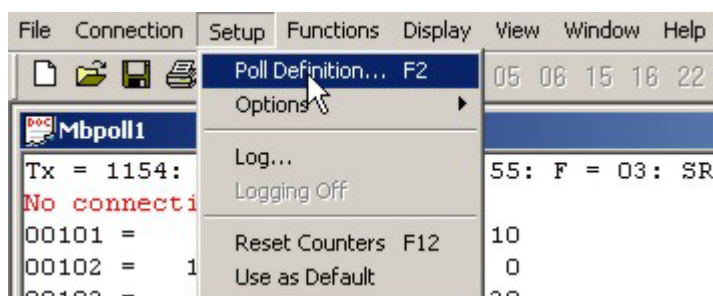 File Connection Setup Functions Display View Window Help
Poll Definition... F2
05 06 15 16 22
Options
Mbpoll1
Log...
Tx = 1154: 55: F = 03: SR
Logging Off
No connecti
00101 = 10
Reset Counters F12
00102 = 1 0
Use as Default